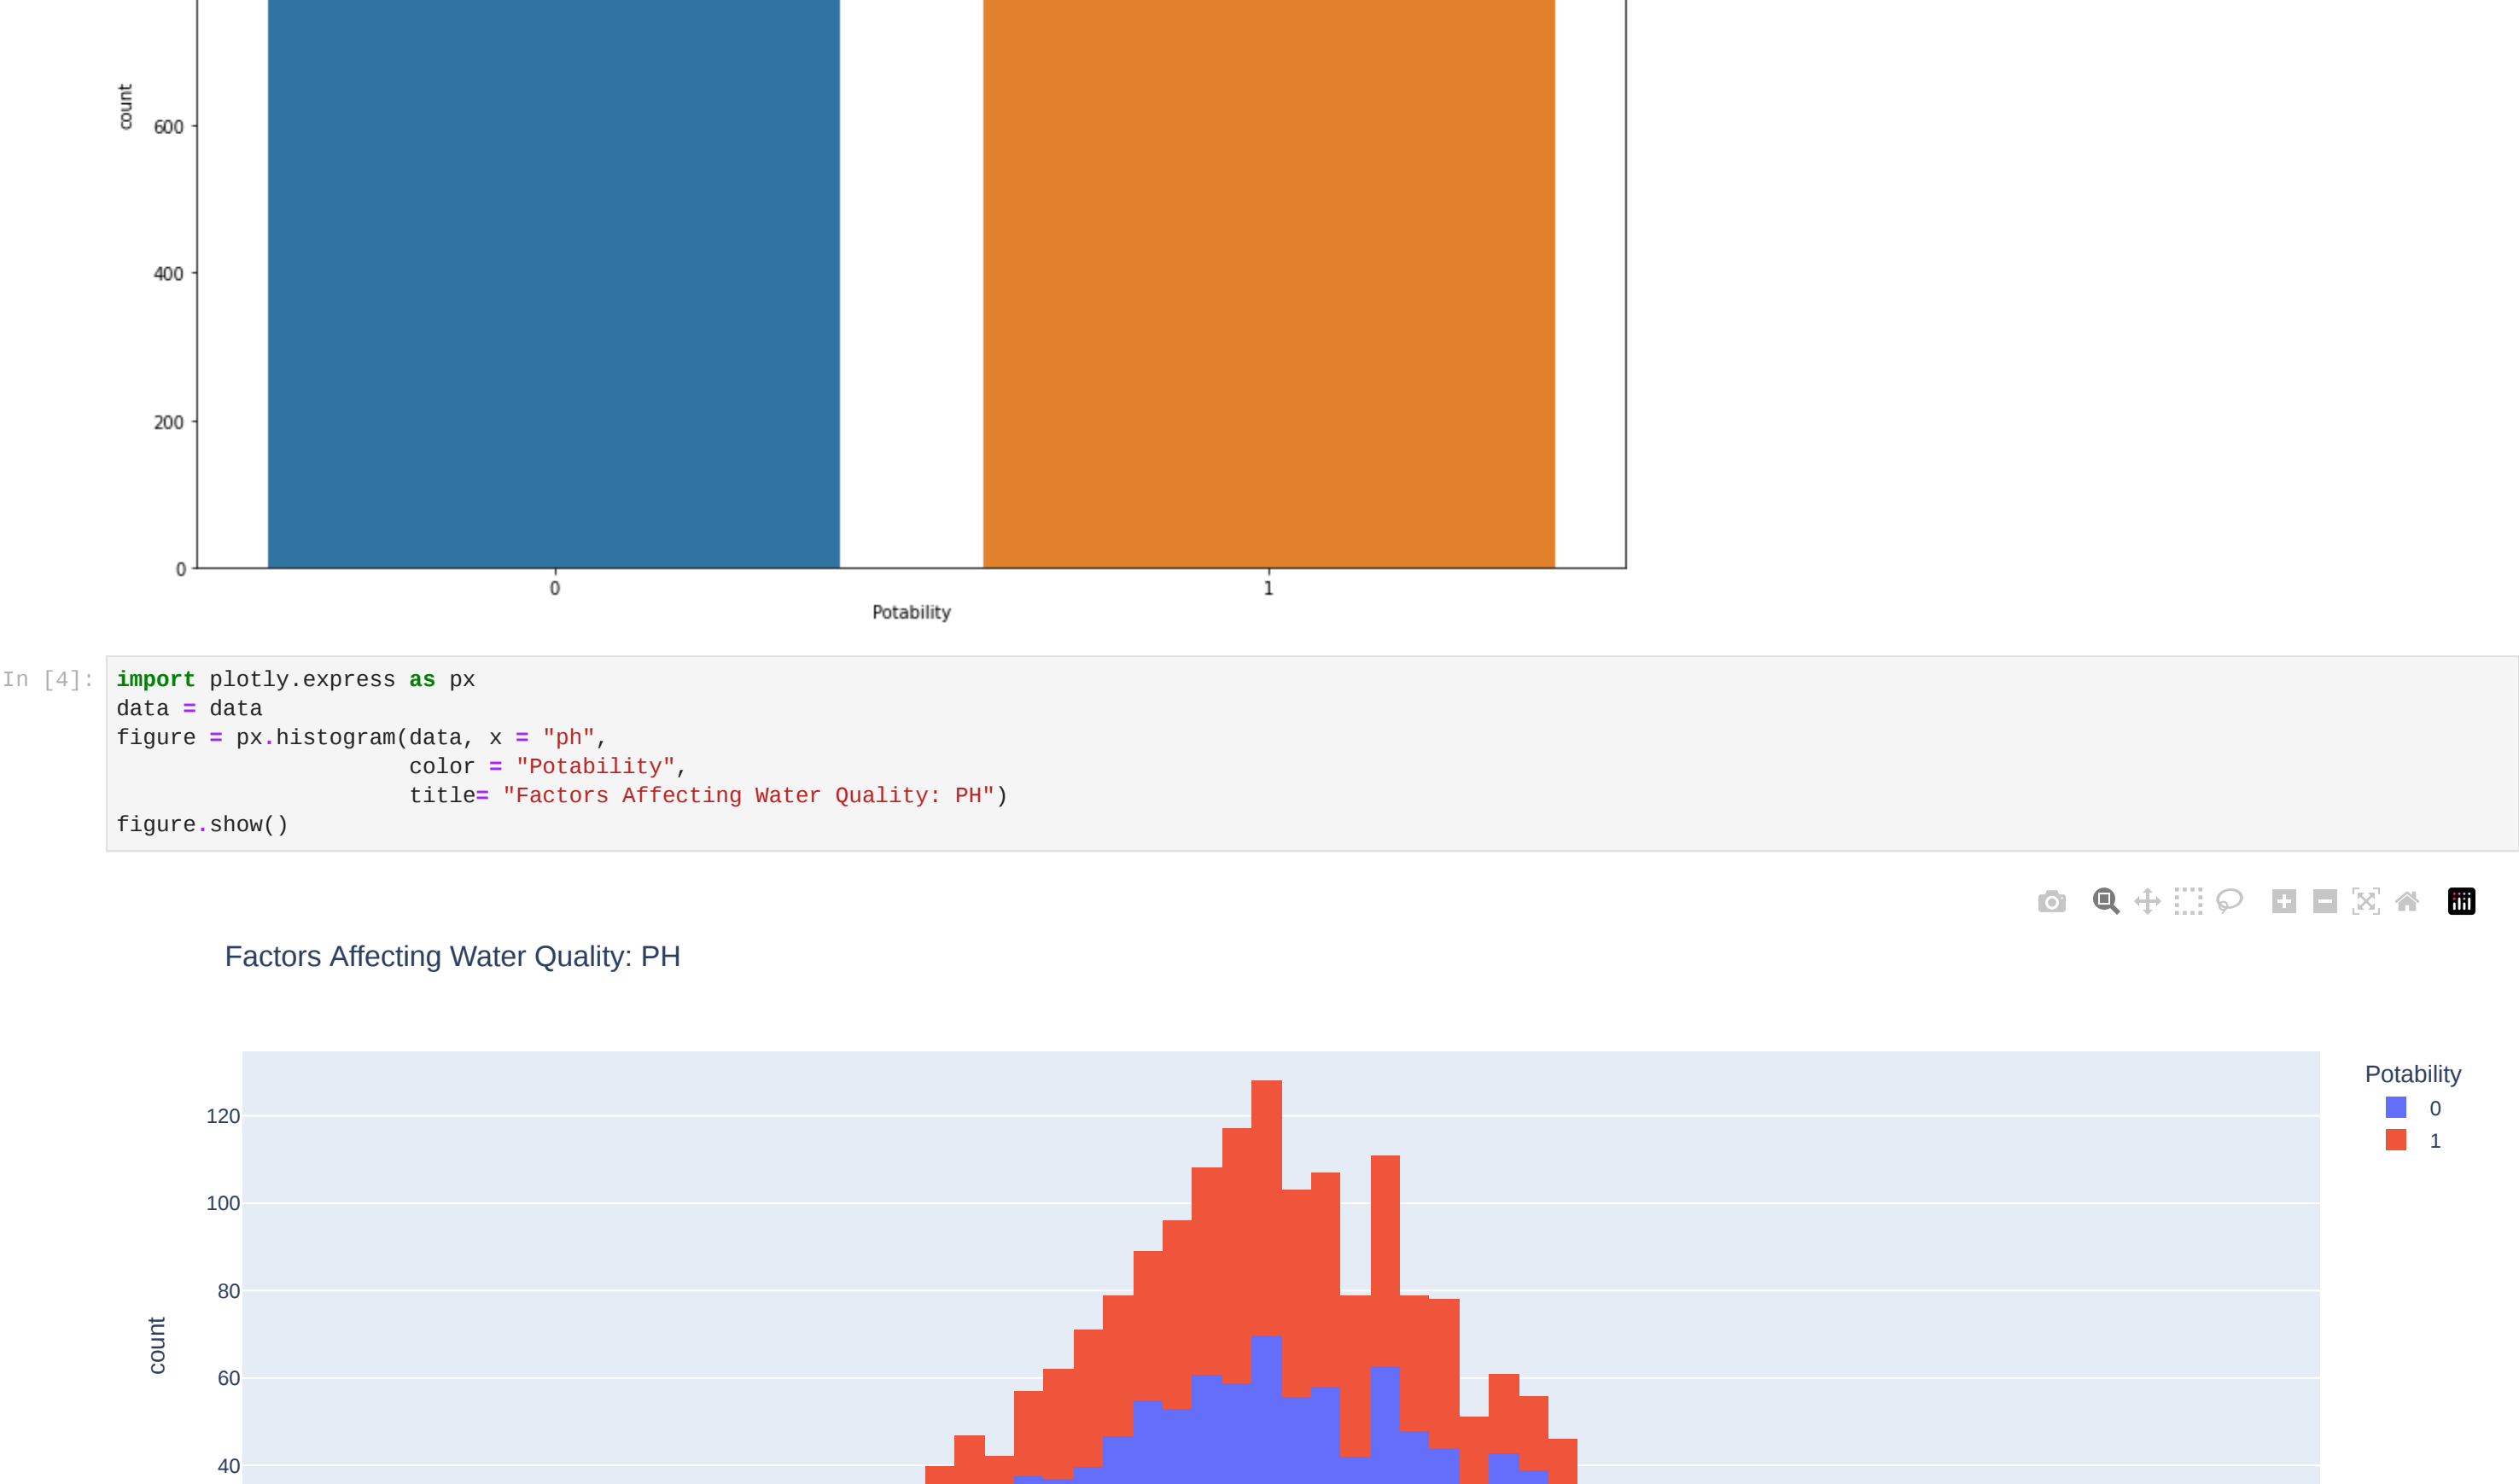 count
600
400
200
0
0 1
Potability
In [4]:
import plotly.express as px
data = data
figure = px.histogram(data, x = "ph",
                      color = "Potability",
                      title= "Factors Affecting Water Quality: PH")
figure.show()
Factors Affecting Water Quality: PH
Potability
0
1
120
100
80
count
60
40